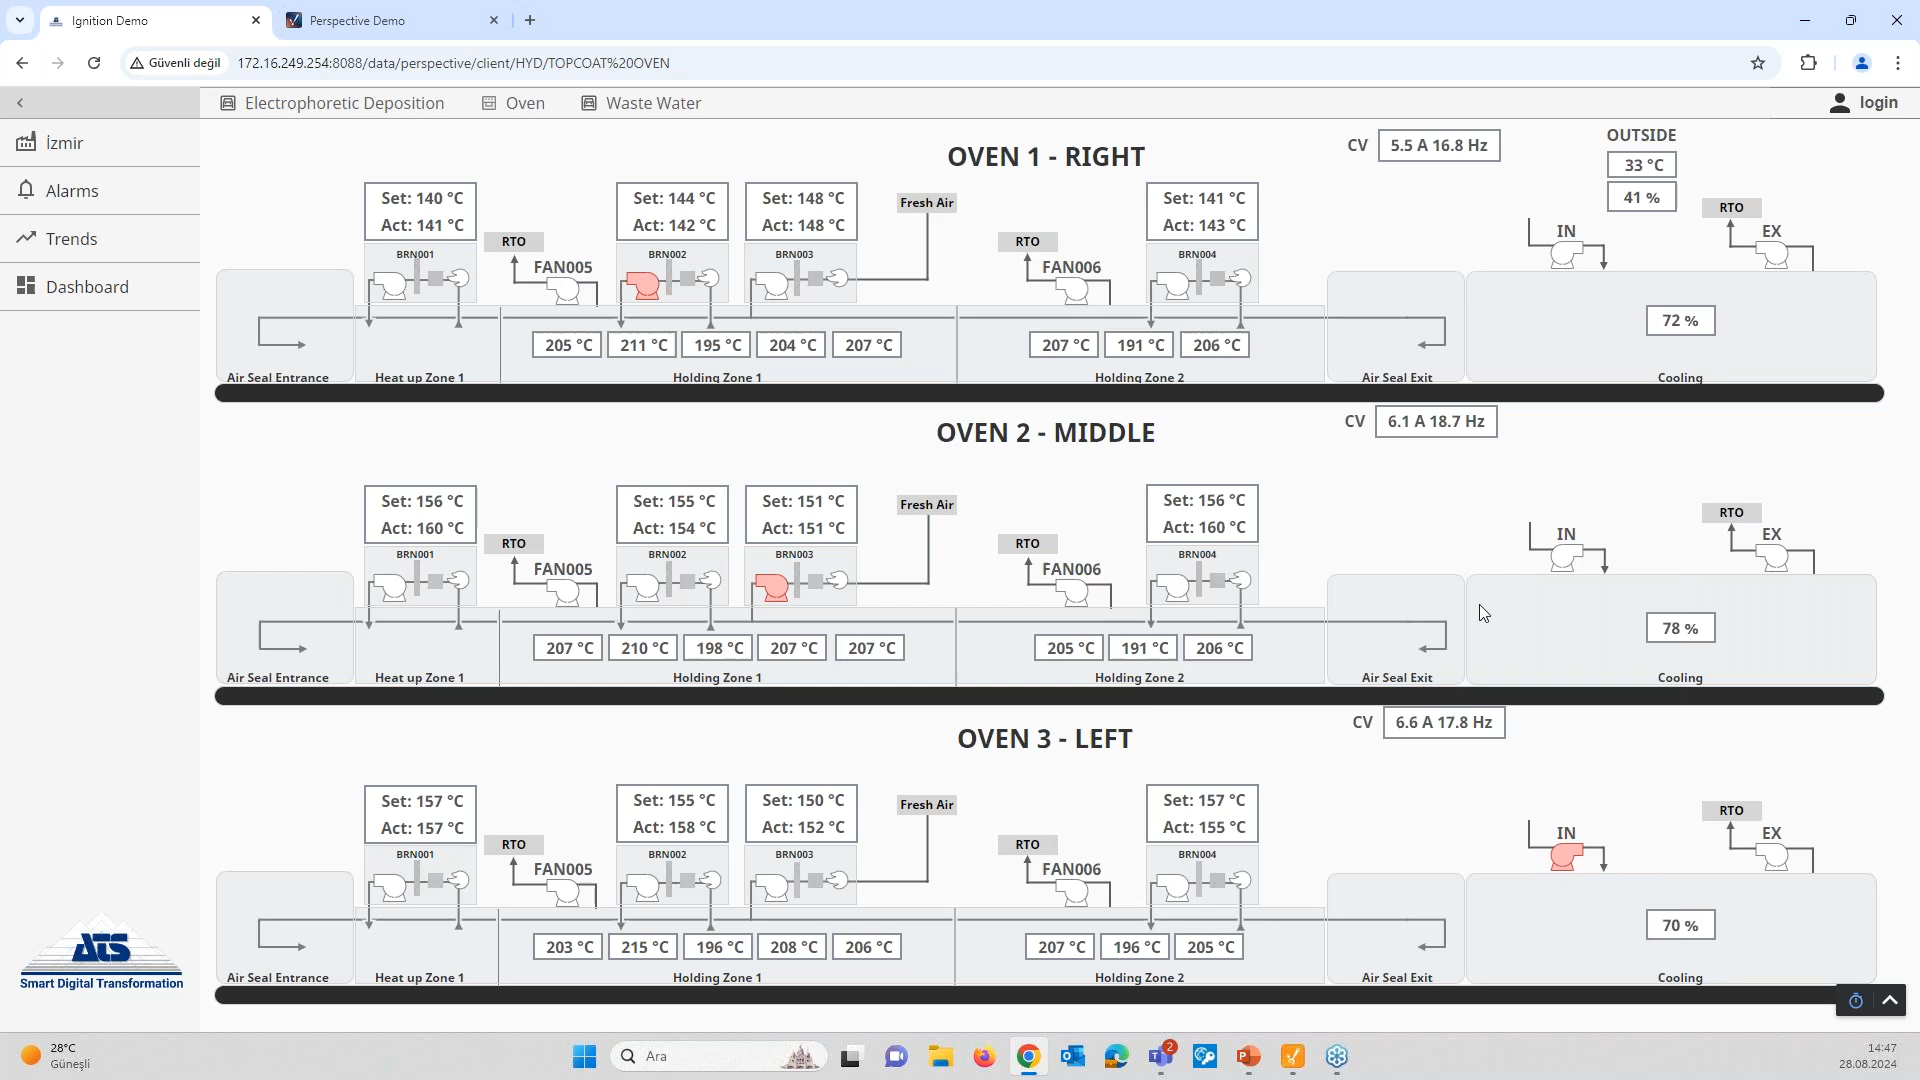 Ignition Demo
Perspective Demo
Güvenli değil
172.16.249.254:8088/data/perspective/client/HYD/TOPCOAT%20OVEN
Electrophoretic Deposition
Oven
Waste Water
login
İzmir
Alarms
Trends
Dashboard
OVEN 1 - RIGHT
CV
5.5 A 16.8 Hz
OUTSIDE
33 °C
41 %
Set: 140 °C
Act: 141 °C
Set: 144 °C
Act: 142 °C
Set: 148 °C
Act: 148 °C
Fresh Air
Set: 141 °C
Act: 143 °C
RTO
RTO
RTO
BRN001
FAN005
BRN002
BRN003
FAN006
BRN004
IN
EX
205 °C
211 °C
195 °C
204 °C
207 °C
207 °C
191 °C
206 °C
72 %
Air Seal Entrance
Heat up Zone 1
Holding Zone 1
Holding Zone 2
Air Seal Exit
Cooling
OVEN 2 - MIDDLE
CV
6.1 A 18.7 Hz
Set: 156 °C
Act: 160 °C
Set: 155 °C
Act: 154 °C
Set: 151 °C
Act: 151 °C
Fresh Air
Set: 156 °C
Act: 160 °C
RTO
RTO
RTO
BRN001
FAN005
BRN002
BRN003
FAN006
BRN004
IN
EX
207 °C
210 °C
198 °C
207 °C
207 °C
205 °C
191 °C
206 °C
78 %
Air Seal Entrance
Heat up Zone 1
Holding Zone 1
Holding Zone 2
Air Seal Exit
Cooling
OVEN 3 - LEFT
CV
6.6 A 17.8 Hz
Set: 157 °C
Act: 157 °C
Set: 155 °C
Act: 158 °C
Set: 150 °C
Act: 152 °C
Fresh Air
Set: 157 °C
Act: 155 °C
RTO
RTO
RTO
BRN001
FAN005
BRN002
BRN003
FAN006
BRN004
IN
EX
203 °C
215 °C
196 °C
208 °C
206 °C
207 °C
196 °C
205 °C
70 %
Air Seal Entrance
Heat up Zone 1
Holding Zone 1
Holding Zone 2
Air Seal Exit
Cooling
ATS
Smart Digital Transformation
28°C
Güneşli
Ara
2
14:47
28.08.2024